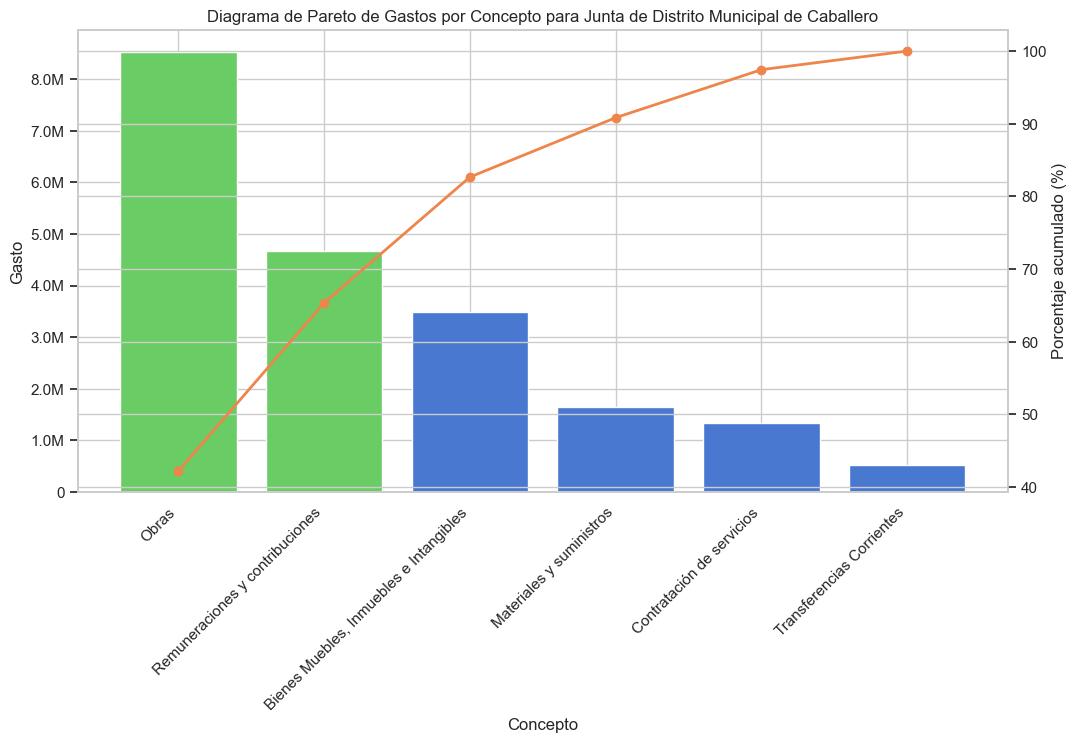 Diagrama de Pareto de Gastos por Concepto para Junta de Distrito Municipal de Caballero
Gasto
8.0M
7.0M
6.0M
5.0M
4.0M
3.0M
2.0M
1.0M
0
100
90
80
70
60
50
40
Porcentaje acumulado (%)
Obras
Remuneraciones y contribuciones
Bienes Muebles, Inmuebles e Intangibles
Materiales y suministros
Contratación de servicios
Transferencias Corrientes
Concepto